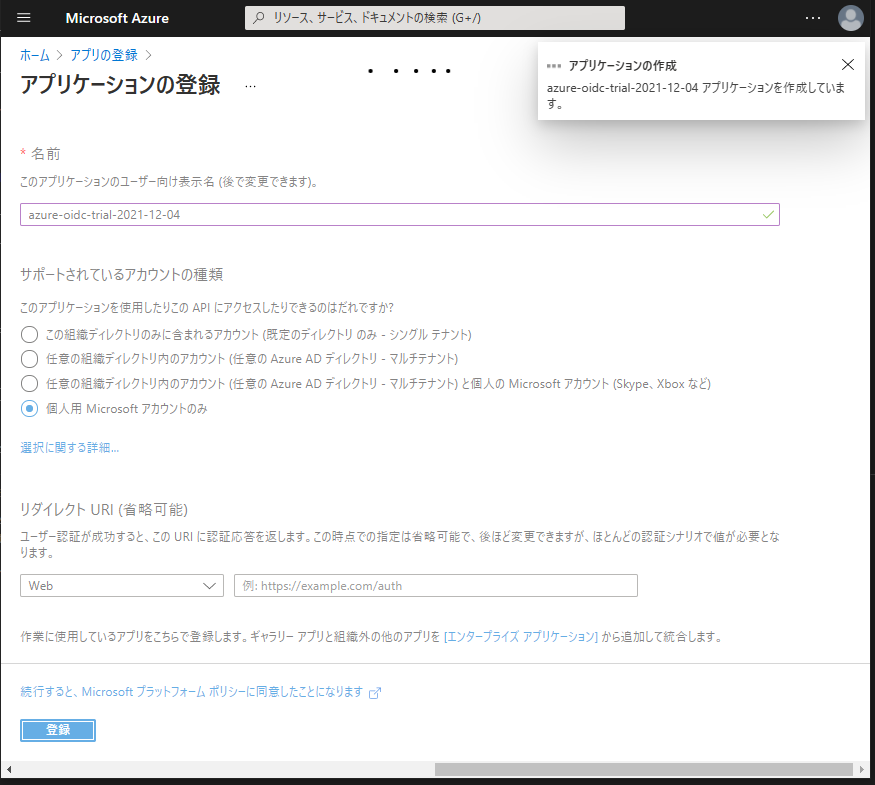 Microsoft Azure
リソース、サービス、ドキュメントの検索 (G+/)
ホーム
アプリの登録
アプリケーションの登録
アプリケーションの作成
azure-oidc-trial-2021-12-04 アプリケーションを作成していま
す。
* 名前
このアプリケーションのユーザー向け表示名 (後で変更できます)。
azure-oidc-trial-2021-12-04
サポートされているアカウントの種類
このアプリケーションを使用したりこの API にアクセスしたりできるのはだれですか?
この組織ディレクトリのみに含まれるアカウント (既定のディレクトリ のみ - シングル テナント)
任意の組織ディレクトリ内のアカウント (任意の Azure AD ディレクトリ - マルチテナント)
任意の組織ディレクトリ内のアカウント (任意の Azure AD ディレクトリ - マルチテナント) と個人の Microsoft アカウント (Skype、Xbox など)
個人用 Microsoft アカウントのみ
選択に関する詳細...
リダイレクト URI (省略可能)
ユーザー認証が成功すると、この URI に認証応答を返します。この時点での指定は省略可能で、後ほど変更できますが、ほとんどの認証シナリオで値が必要とな
ります。
Web
例: https://example.com/auth
作業に使用しているアプリをこちらで登録します。ギャラリー アプリと組織外の他のアプリを [エンタープライズ アプリケーション] から追加して統合します。
続行すると、Microsoft プラットフォーム ポリシーに同意したことになります
登録